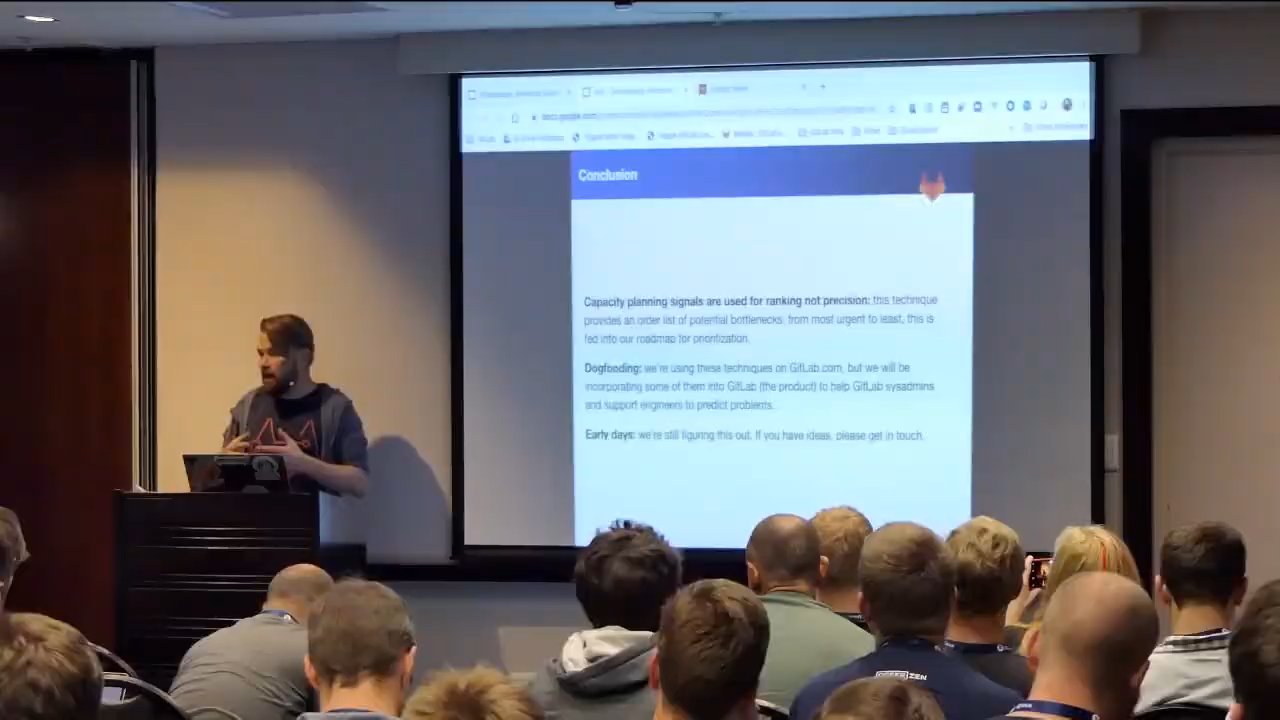 docs.google.com
Conclusion
Capacity planning signals are used for ranking not precision: this technique
provides an order list of potential bottlenecks, from most urgent to least, this is
fed into our roadmap for prioritization.
Dogfooding: we're using these techniques on GitLab.com, but we will be
incorporating some of them into GitLab (the product) to help GitLab sysadmins
and support engineers to predict problems.
Early days: we're still figuring this out. If you have ideas, please get in touch.